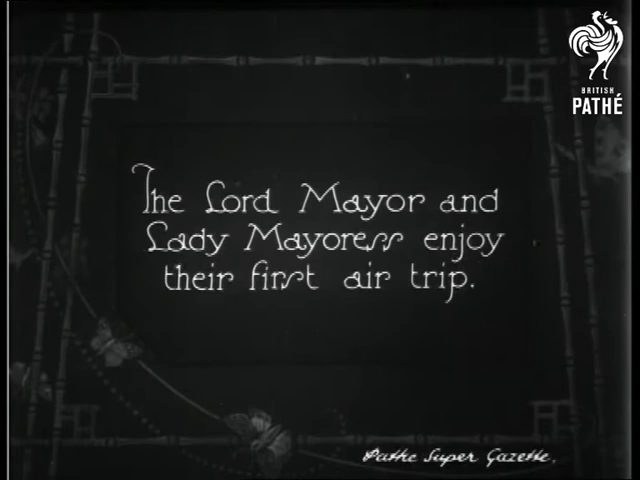 BRITISH
PATHÉ
The Lord Mayor and
Lady Mayoress enjoy
their first air trip.
Pathe Super Gazette.